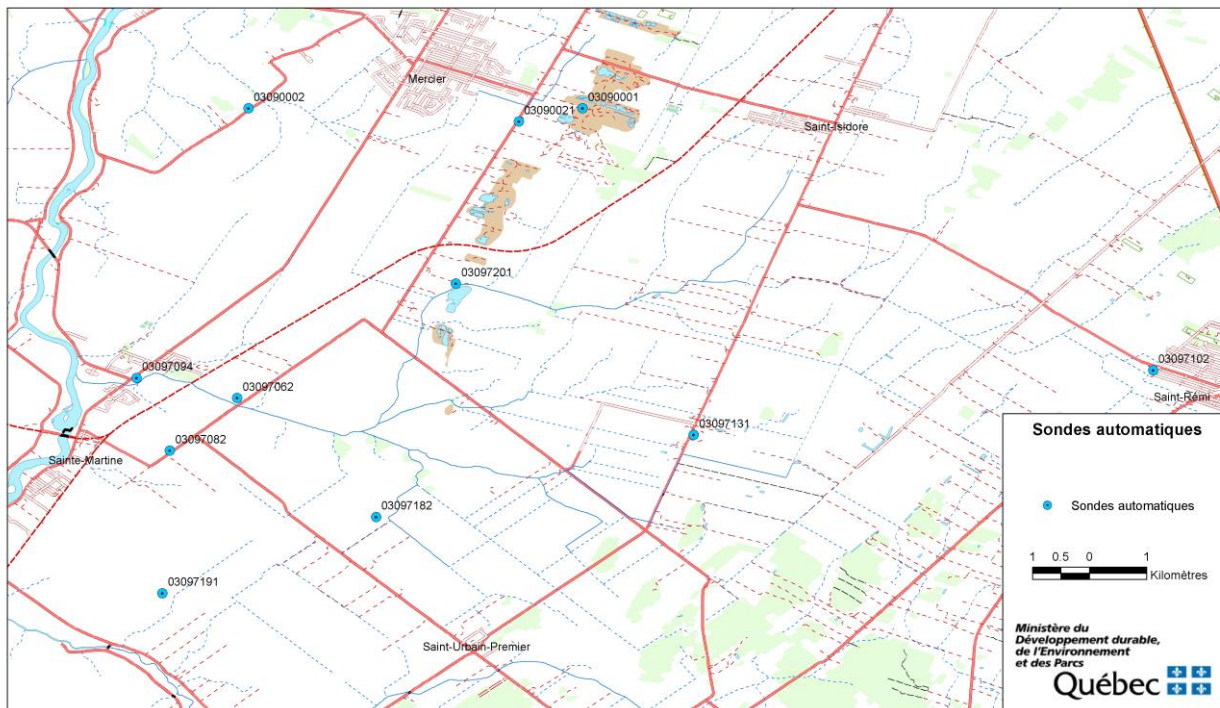 03090002
Mercier
03090021
03090001
Saint-Isidore
03097201
03097094
03097062
03097102
Saint-Rémi
03097082
Sainte-Martine
03097131
03097182
03097191
Saint-Urbain-Premier
Sondes automatiques
Sondes automatiques
1 0.5 0 1
Kilomètres
Ministère du
Développement durable,
de l'Environnement
et des Parcs
Québec